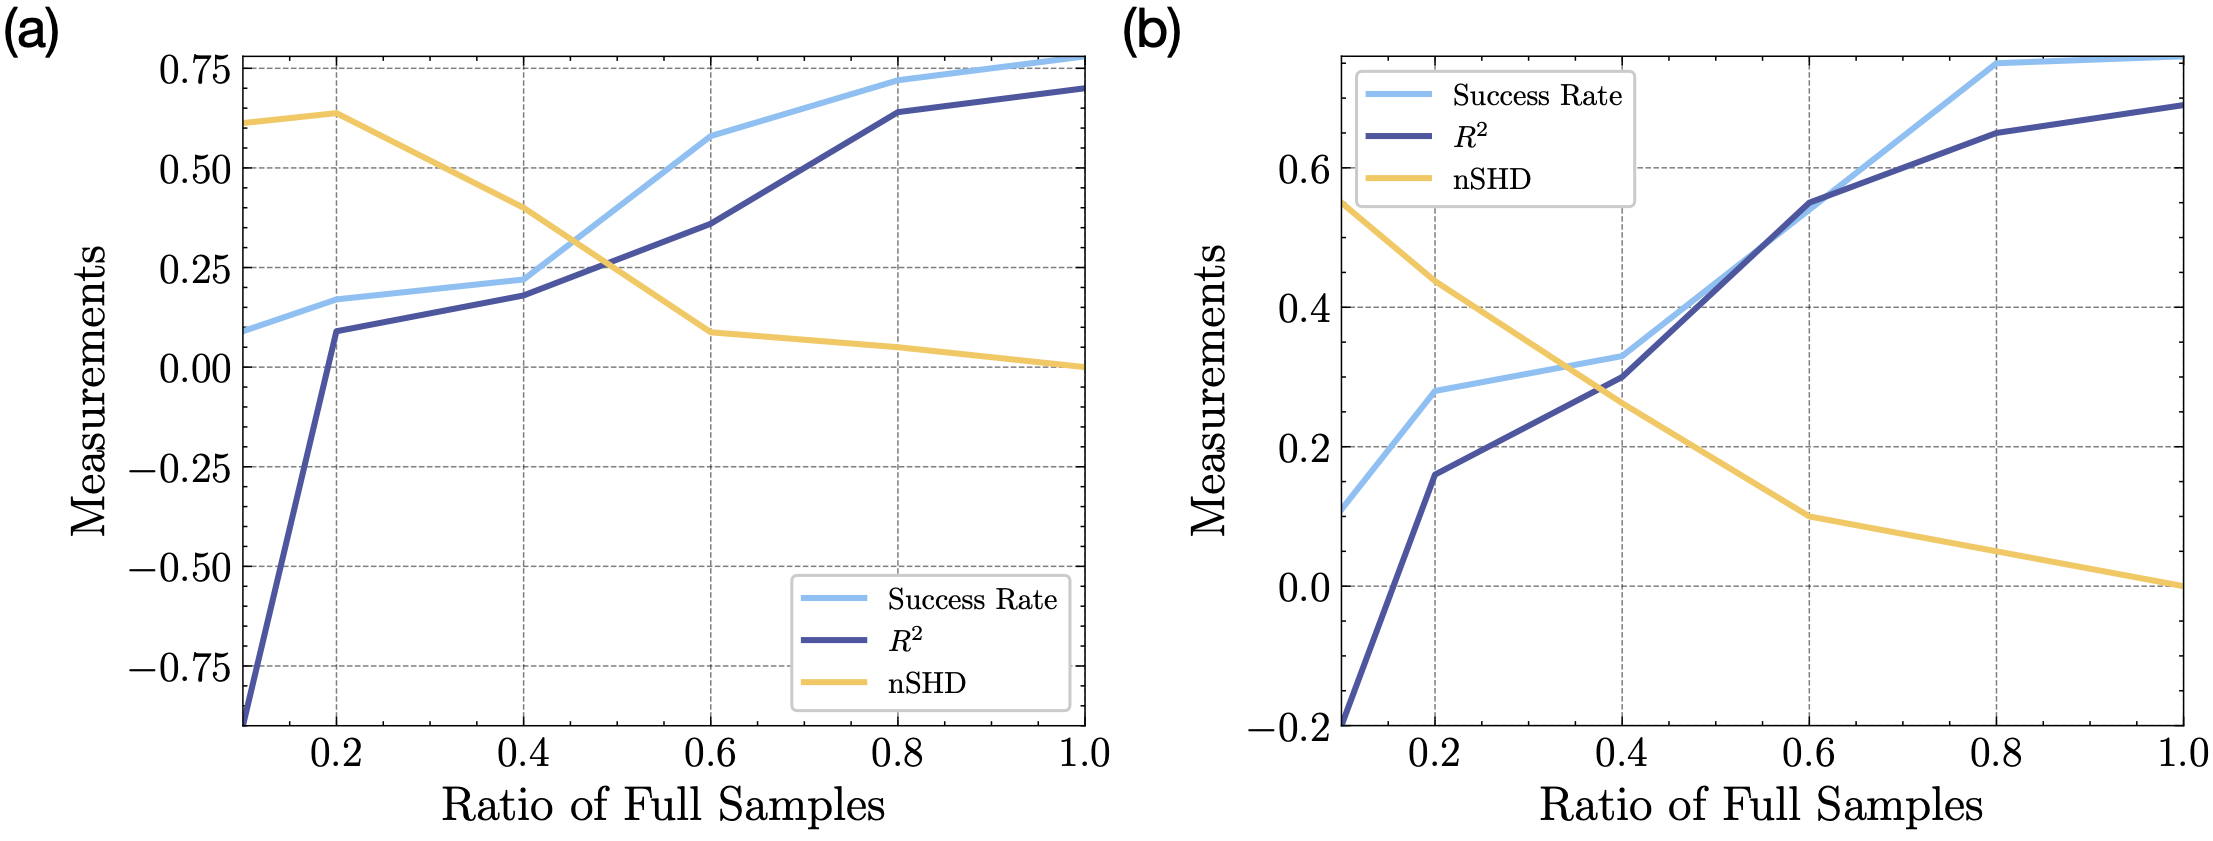 (a)
0.75
0.50
0.25
0.00
−0.25
−0.50
−0.75
Measurements
Success Rate
R²
nSHD
0.2 0.4 0.6 0.8 1.0
Ratio of Full Samples
(b)
0.6
0.4
0.2
0.0
−0.2
Measurements
Success Rate
R²
nSHD
0.2 0.4 0.6 0.8 1.0
Ratio of Full Samples